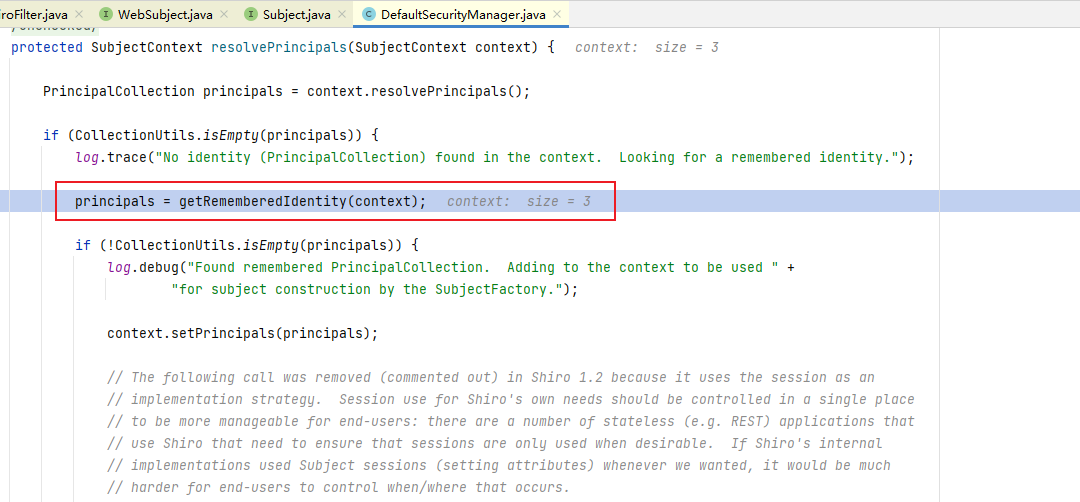 roFilter.java × WebSubject.java × Subject.java × DefaultSecurityManager.java ×
protected SubjectContext resolvePrincipals(SubjectContext context) { context: size = 3
PrincipalCollection principals = context.resolvePrincipals();
if (CollectionUtils.isEmpty(principals)) {
log.trace("No identity (PrincipalCollection) found in the context. Looking for a remembered identity.");
principals = getRememberedIdentity(context); context: size = 3
if (!CollectionUtils.isEmpty(principals)) {
log.debug("Found remembered PrincipalCollection. Adding to the context to be used " +
"for subject construction by the SubjectFactory.");
context.setPrincipals(principals);
// The following call was removed (commented out) in Shiro 1.2 because it uses the session as an
// implementation strategy. Session use for Shiro's own needs should be controlled in a single place
// to be more manageable for end-users: there are a number of stateless (e.g. REST) applications that
// use Shiro that need to ensure that sessions are only used when desirable. If Shiro's internal
// implementations used Subject sessions (setting attributes) whenever we wanted, it would be much
// harder for end-users to control when/where that occurs.